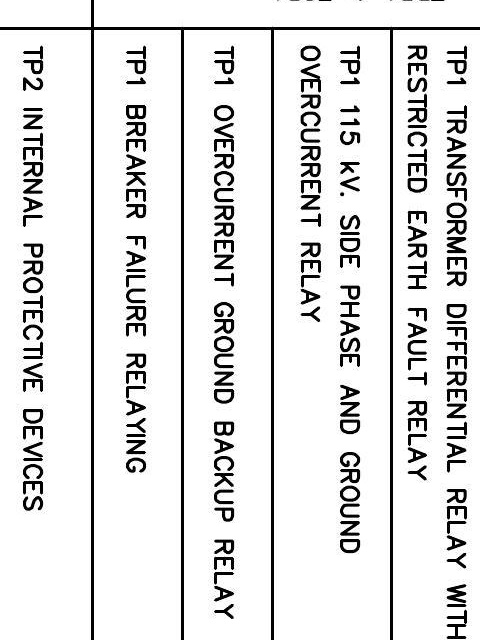 TP1 TRANSFORMER DIFFERENTIAL RELAY WITH
RESTRICTED EARTH FAULT RELAY
TP1 115 kV. SIDE PHASE AND GROUND
OVERCURRENT RELAY
TP1 OVERCURRENT GROUND BACKUP RELAY
TP1 BREAKER FAILURE RELAYING
TP2 INTERNAL PROTECTIVE DEVICES